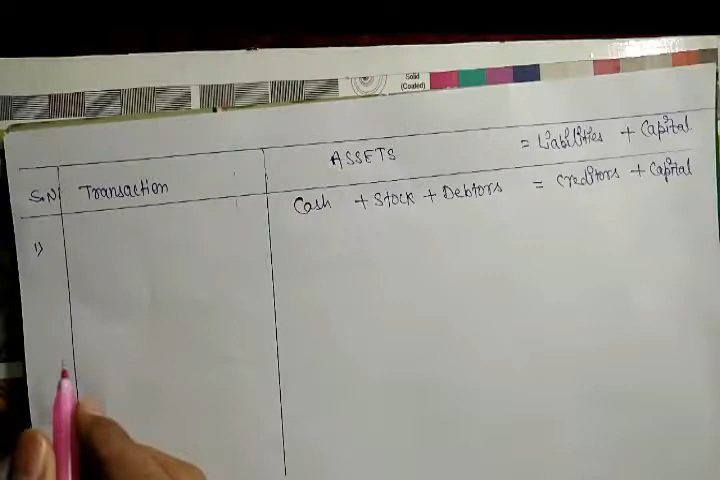 Solid
(Coated)
ASSETS = Liabilities + Capital
S.N Transaction Cash + Stock + Debtors = Creditors + Capital
1)